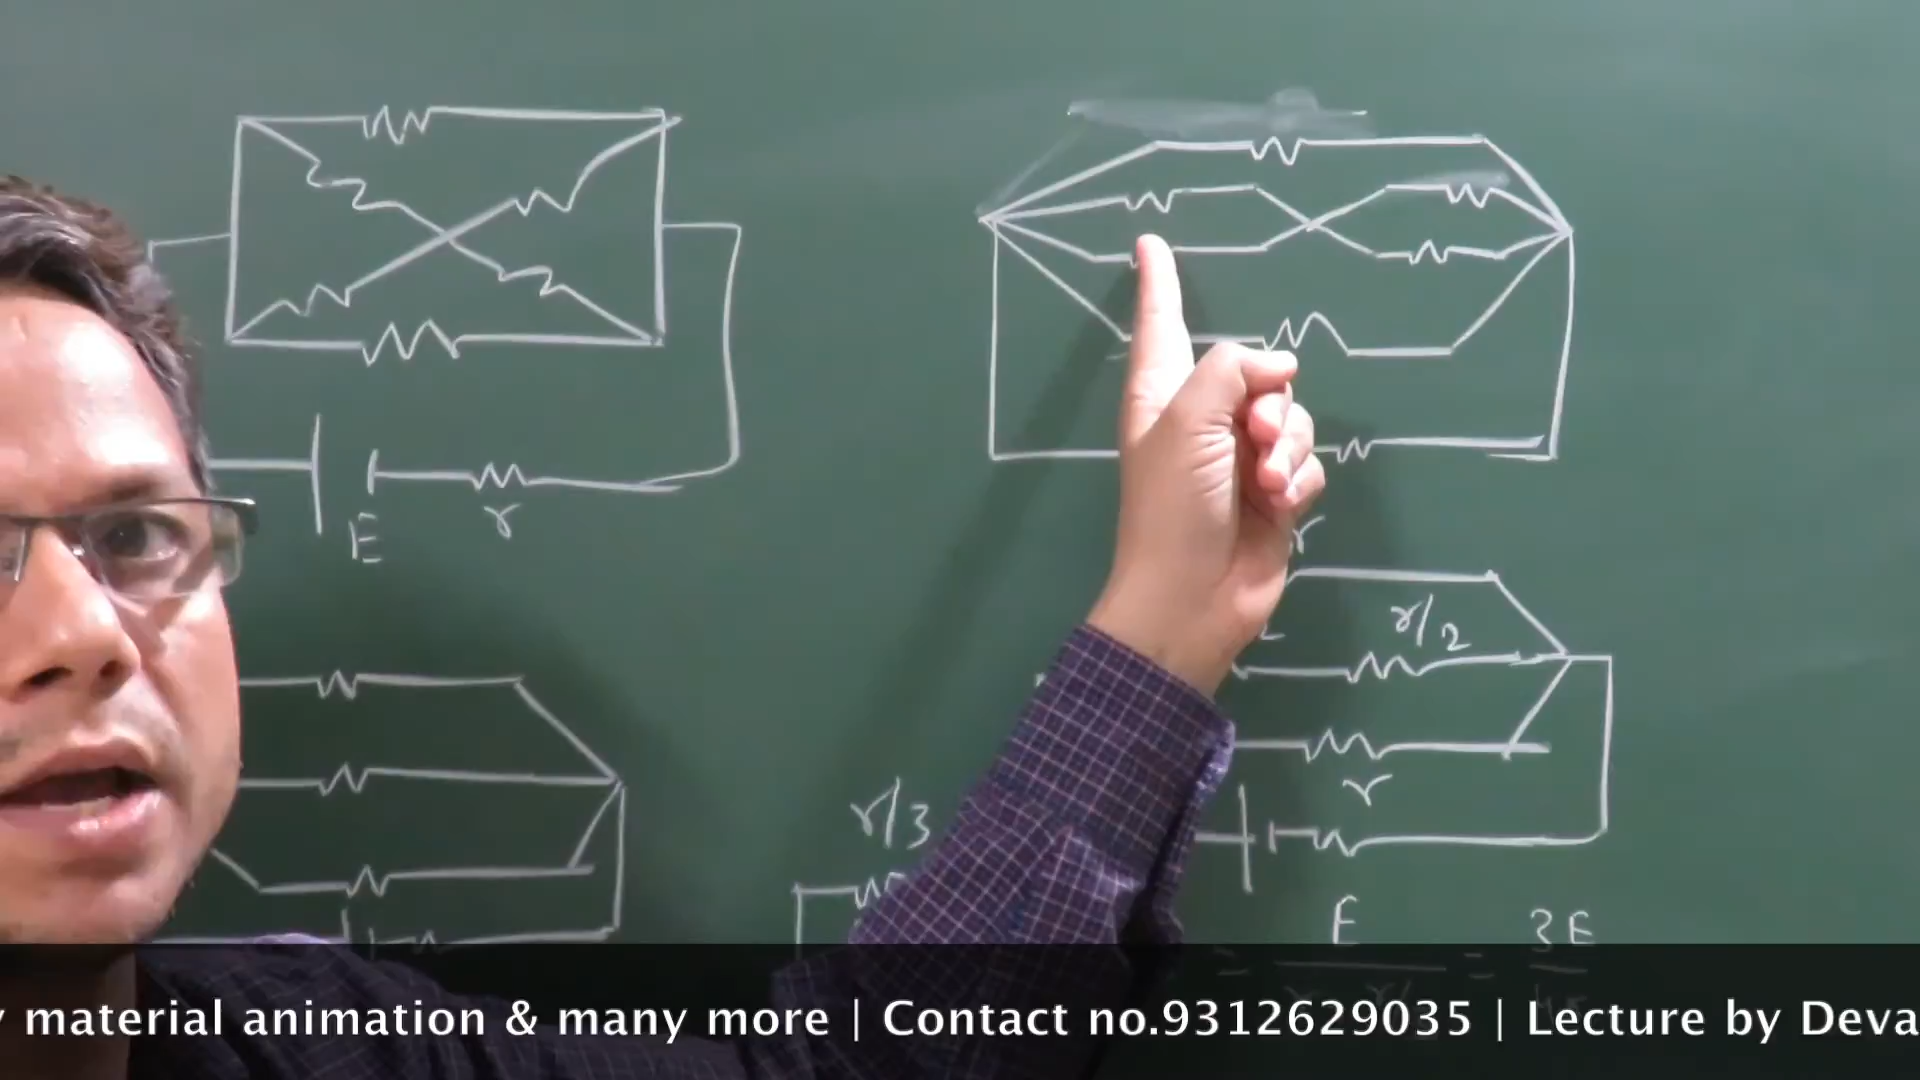 E
r
r
r/2
r
r/3
E
=
=
3E
y material animation & many more | Contact no.9312629035 | Lecture by Deva